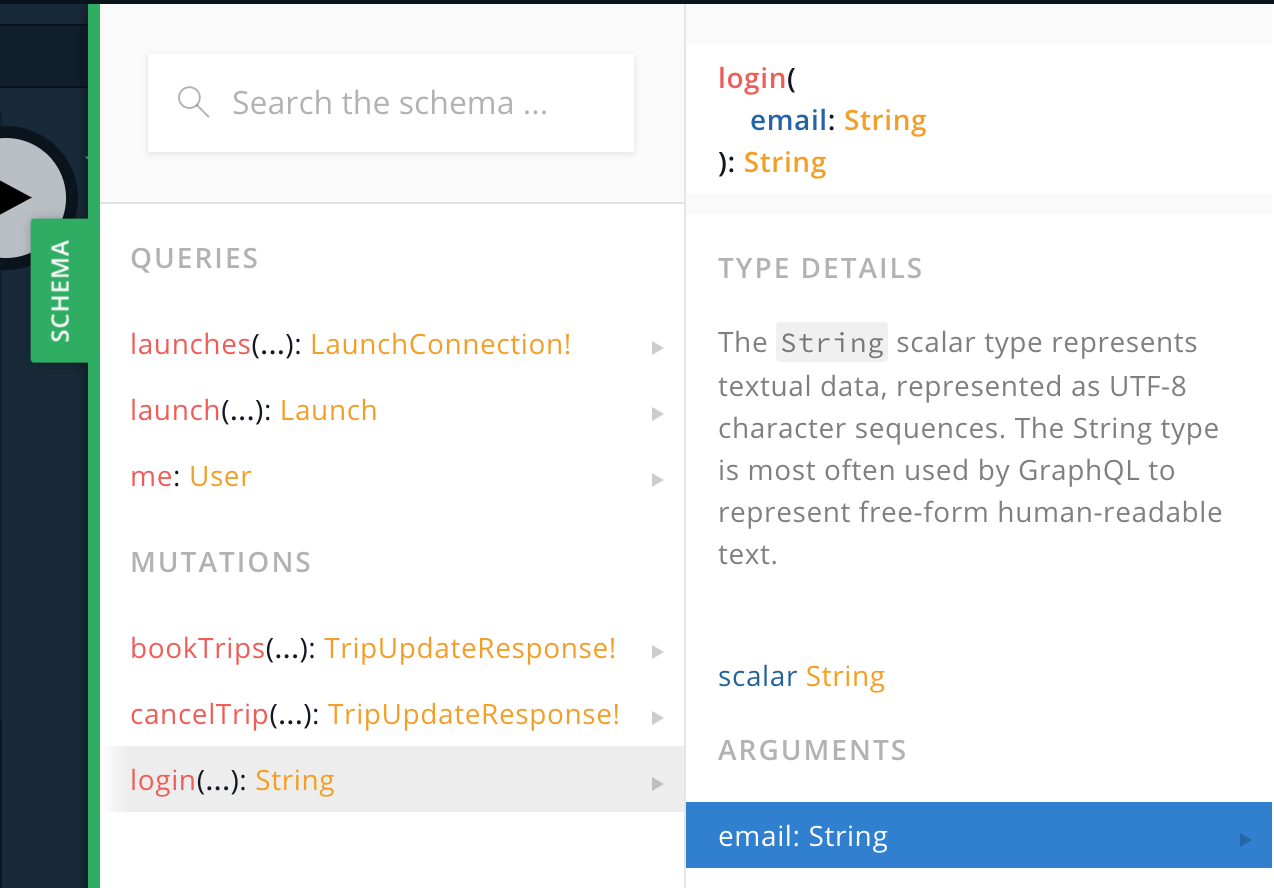 SCHEMA
Search the schema ...
QUERIES
launches(...): LaunchConnection!
launch(...): Launch
me: User
MUTATIONS
bookTrips(...): TripUpdateResponse!
cancelTrip(...): TripUpdateResponse!
login(...): String
login(
email: String
): String
TYPE DETAILS
The String scalar type represents
textual data, represented as UTF-8
character sequences. The String type
is most often used by GraphQL to
represent free-form human-readable
text.
scalar String
ARGUMENTS
email: String